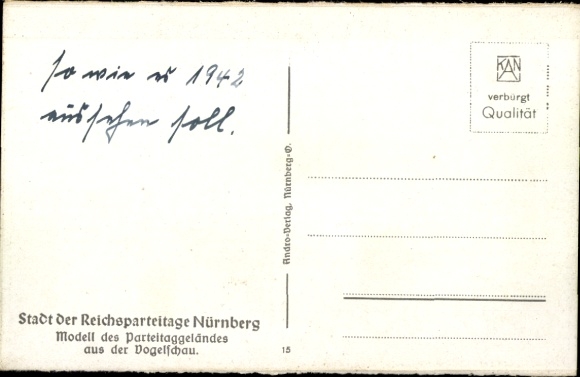 so wie es 1942
aussehen soll.
KAN
verbürgt
Qualität
Andro-Verlag, Nürnberg-O.
Stadt der Reichsparteitage Nürnberg
Modell des Parteitaggeländes
aus der Vogelschau.
15